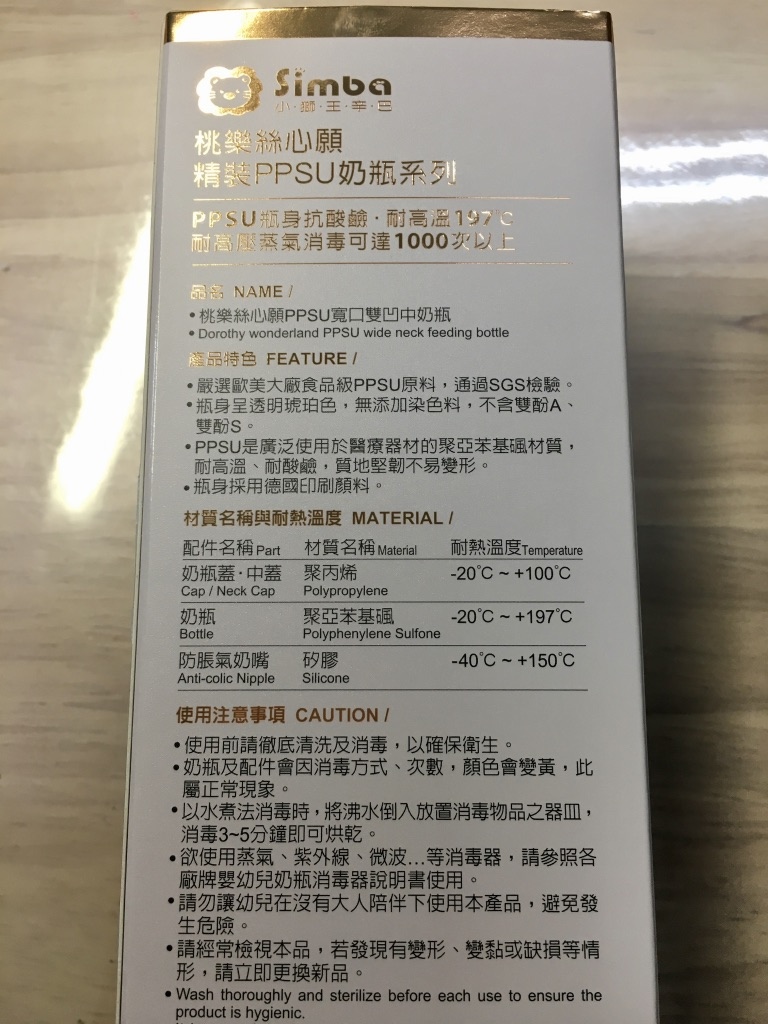 Simba
小·獅·王·辛·巴
桃樂絲心願
精裝PPSU奶瓶系列
PPSU瓶身抗酸鹼·耐高溫197℃
耐高壓蒸氣消毒可達1000次以上
品名 NAME /
• 桃樂絲心願PPSU寬口雙凹中奶瓶
• Dorothy wonderland PPSU wide neck feeding bottle
產品特色 FEATURE /
• 嚴選歐美大廠食品級PPSU原料，通過SGS檢驗。
• 瓶身呈透明琥珀色，無添加染色料，不含雙酚A、
雙酚S。
• PPSU是廣泛使用於醫療器材的聚亞苯基碸材質，
耐高溫、耐酸鹼，質地堅韌不易變形。
• 瓶身採用德國印刷顏料。
材質名稱與耐熱溫度 MATERIAL /
配件名稱 Part 材質名稱 Material 耐熱溫度 Temperature
奶瓶蓋·中蓋 聚丙烯 -20℃ ~ +100℃
Cap / Neck Cap Polypropylene
奶瓶 聚亞苯基碸 -20℃ ~ +197℃
Bottle Polyphenylene Sulfone
防脹氣奶嘴 矽膠 -40℃ ~ +150℃
Anti-colic Nipple Silicone
使用注意事項 CAUTION /
• 使用前請徹底清洗及消毒，以確保衛生。
• 奶瓶及配件會因消毒方式、次數，顏色會變黃，此
屬正常現象。
• 以水煮法消毒時，將沸水倒入放置消毒物品之器皿，
消毒3~5分鐘即可烘乾。
• 欲使用蒸氣、紫外線、微波...等消毒器，請參照各
廠牌嬰幼兒奶瓶消毒器說明書使用。
• 請勿讓幼兒在沒有大人陪伴下使用本產品，避免發
生危險。
• 請經常檢視本品，若發現有變形、變黏或缺損等情
形，請立即更換新品。
• Wash thoroughly and sterilize before each use to ensure the
product is hygienic.